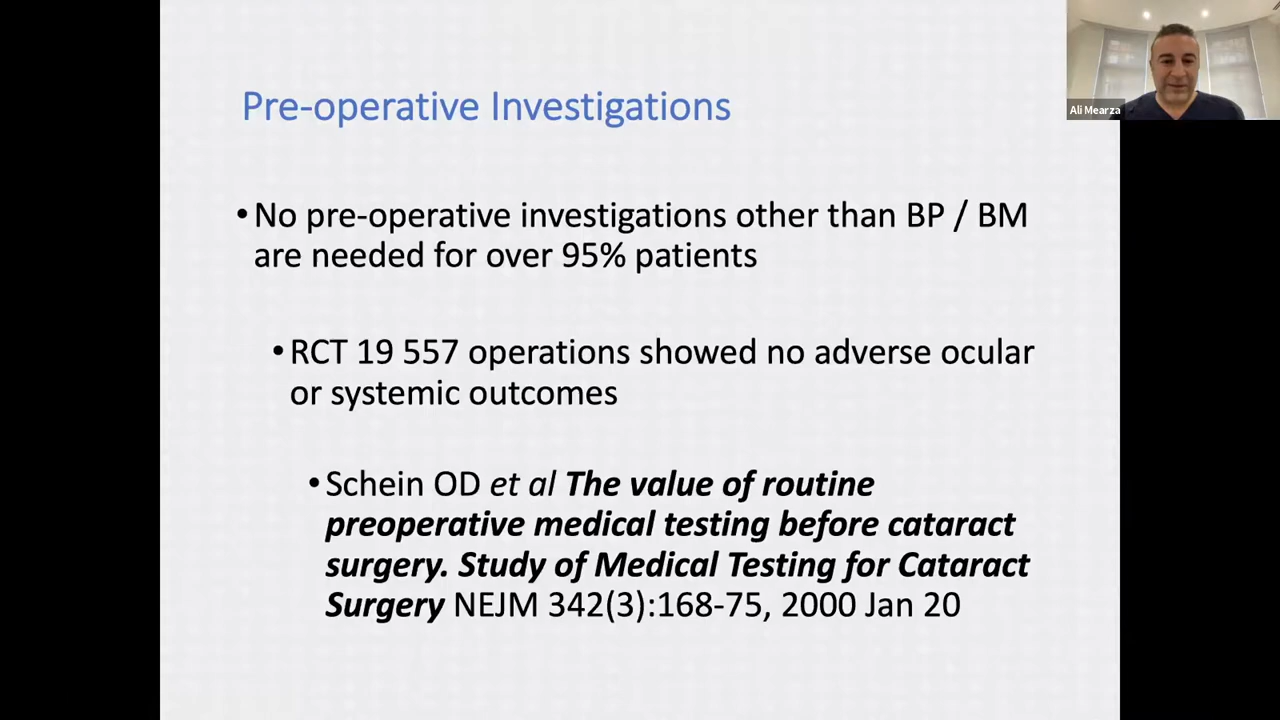 Pre-operative Investigations
Ali Mearza
•No pre-operative investigations other than BP / BM
are needed for over 95% patients
•RCT 19 557 operations showed no adverse ocular
or systemic outcomes
•Schein OD et al The value of routine
preoperative medical testing before cataract
surgery. Study of Medical Testing for Cataract
Surgery NEJM 342(3):168-75, 2000 Jan 20